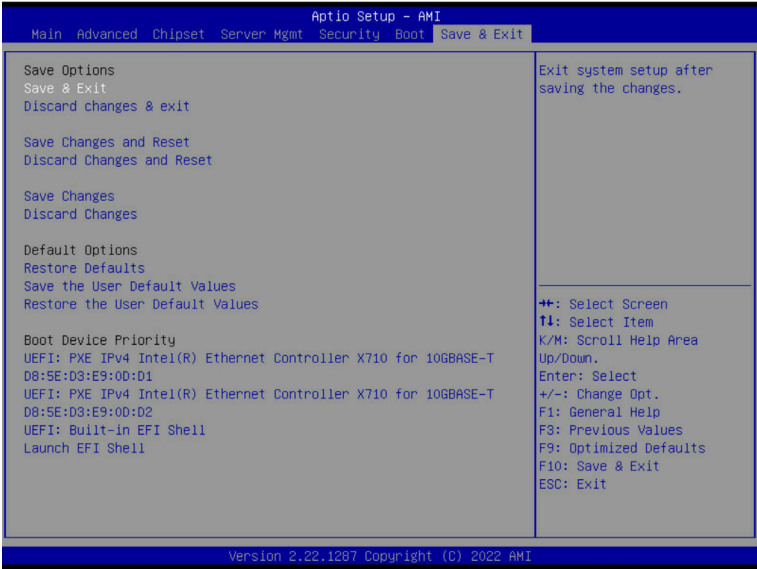 Aptio Setup – AMI
Main Advanced Chipset Server Mgmt Security Boot Save & Exit
Save Options
Save & Exit
Discard changes & exit
Save Changes and Reset
Discard Changes and Reset
Save Changes
Discard Changes
Default Options
Restore Defaults
Save the User Default Values
Restore the User Default Values
Boot Device Priority
UEFI: PXE IPv4 Intel(R) Ethernet Controller X710 for 10GBASE-T
D8:5E:D3:E9:0D:D1
UEFI: PXE IPv4 Intel(R) Ethernet Controller X710 for 10GBASE-T
D8:5E:D3:E9:0D:D2
UEFI: Built-in EFI Shell
Launch EFI Shell
Exit system setup after
saving the changes.
→←: Select Screen
↑↓: Select Item
K/M: Scroll Help Area
Up/Down.
Enter: Select
+/-: Change Opt.
F1: General Help
F3: Previous Values
F9: Optimized Defaults
F10: Save & Exit
ESC: Exit
Version 2.22.1287 Copyright (C) 2022 AMI